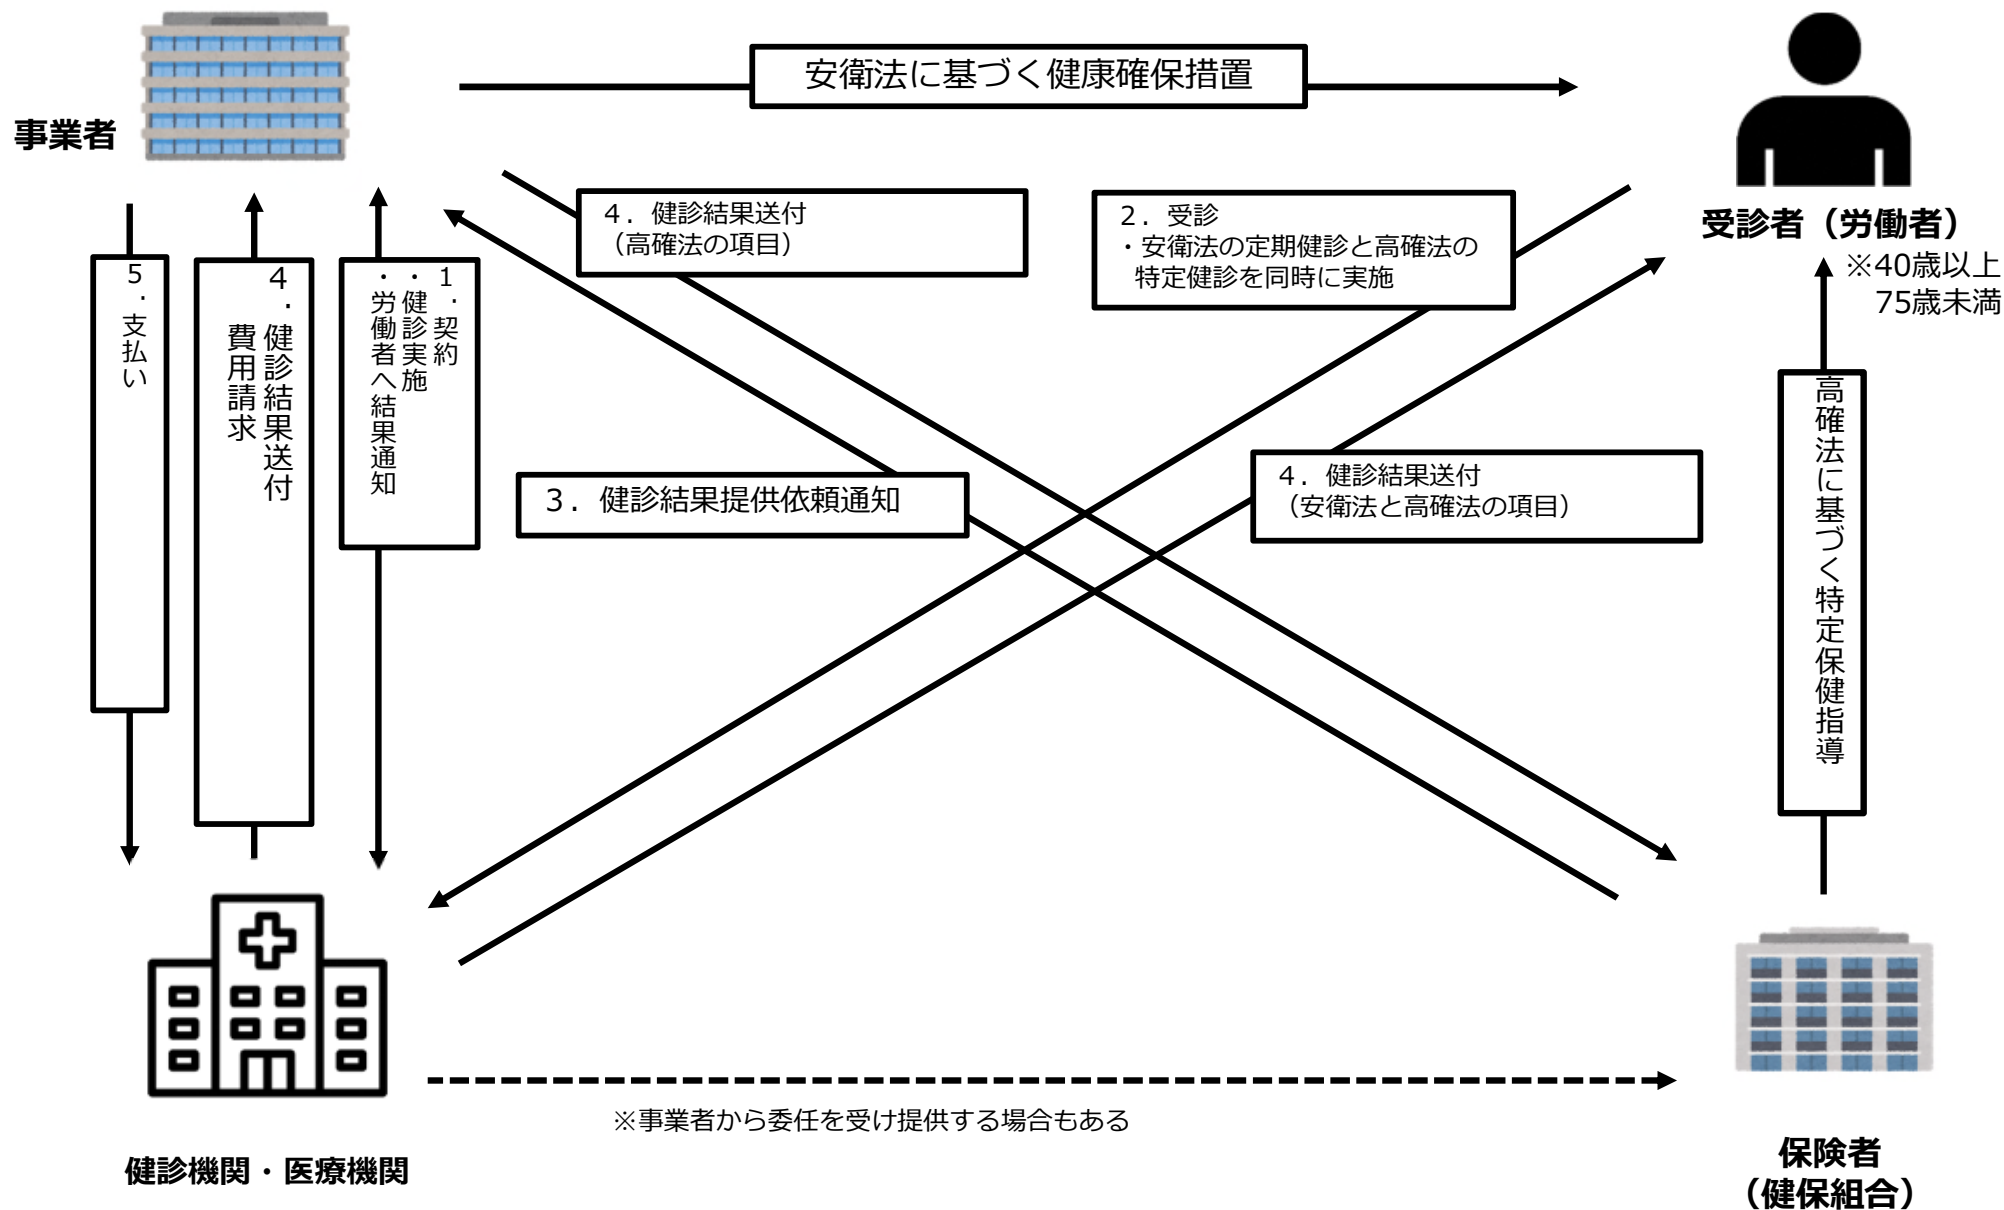 安衛法に基づく健康確保措置
事業者
4．健診結果送付
（高確法の項目）
2．受診
・安衛法の定期健診と高確法の
特定健診を同時に実施
受診者（労働者）
※40歳以上
75歳未満
1．契約
・健診実施
・労働者へ結果通知
4．健診結果送付
費用請求
5．支払い
3．健診結果提供依頼通知
4．健診結果送付
（安衛法と高確法の項目）
高確法に基づく特定保健指導
※事業者から委任を受け提供する場合もある
健診機関・医療機関
保険者
（健保組合）